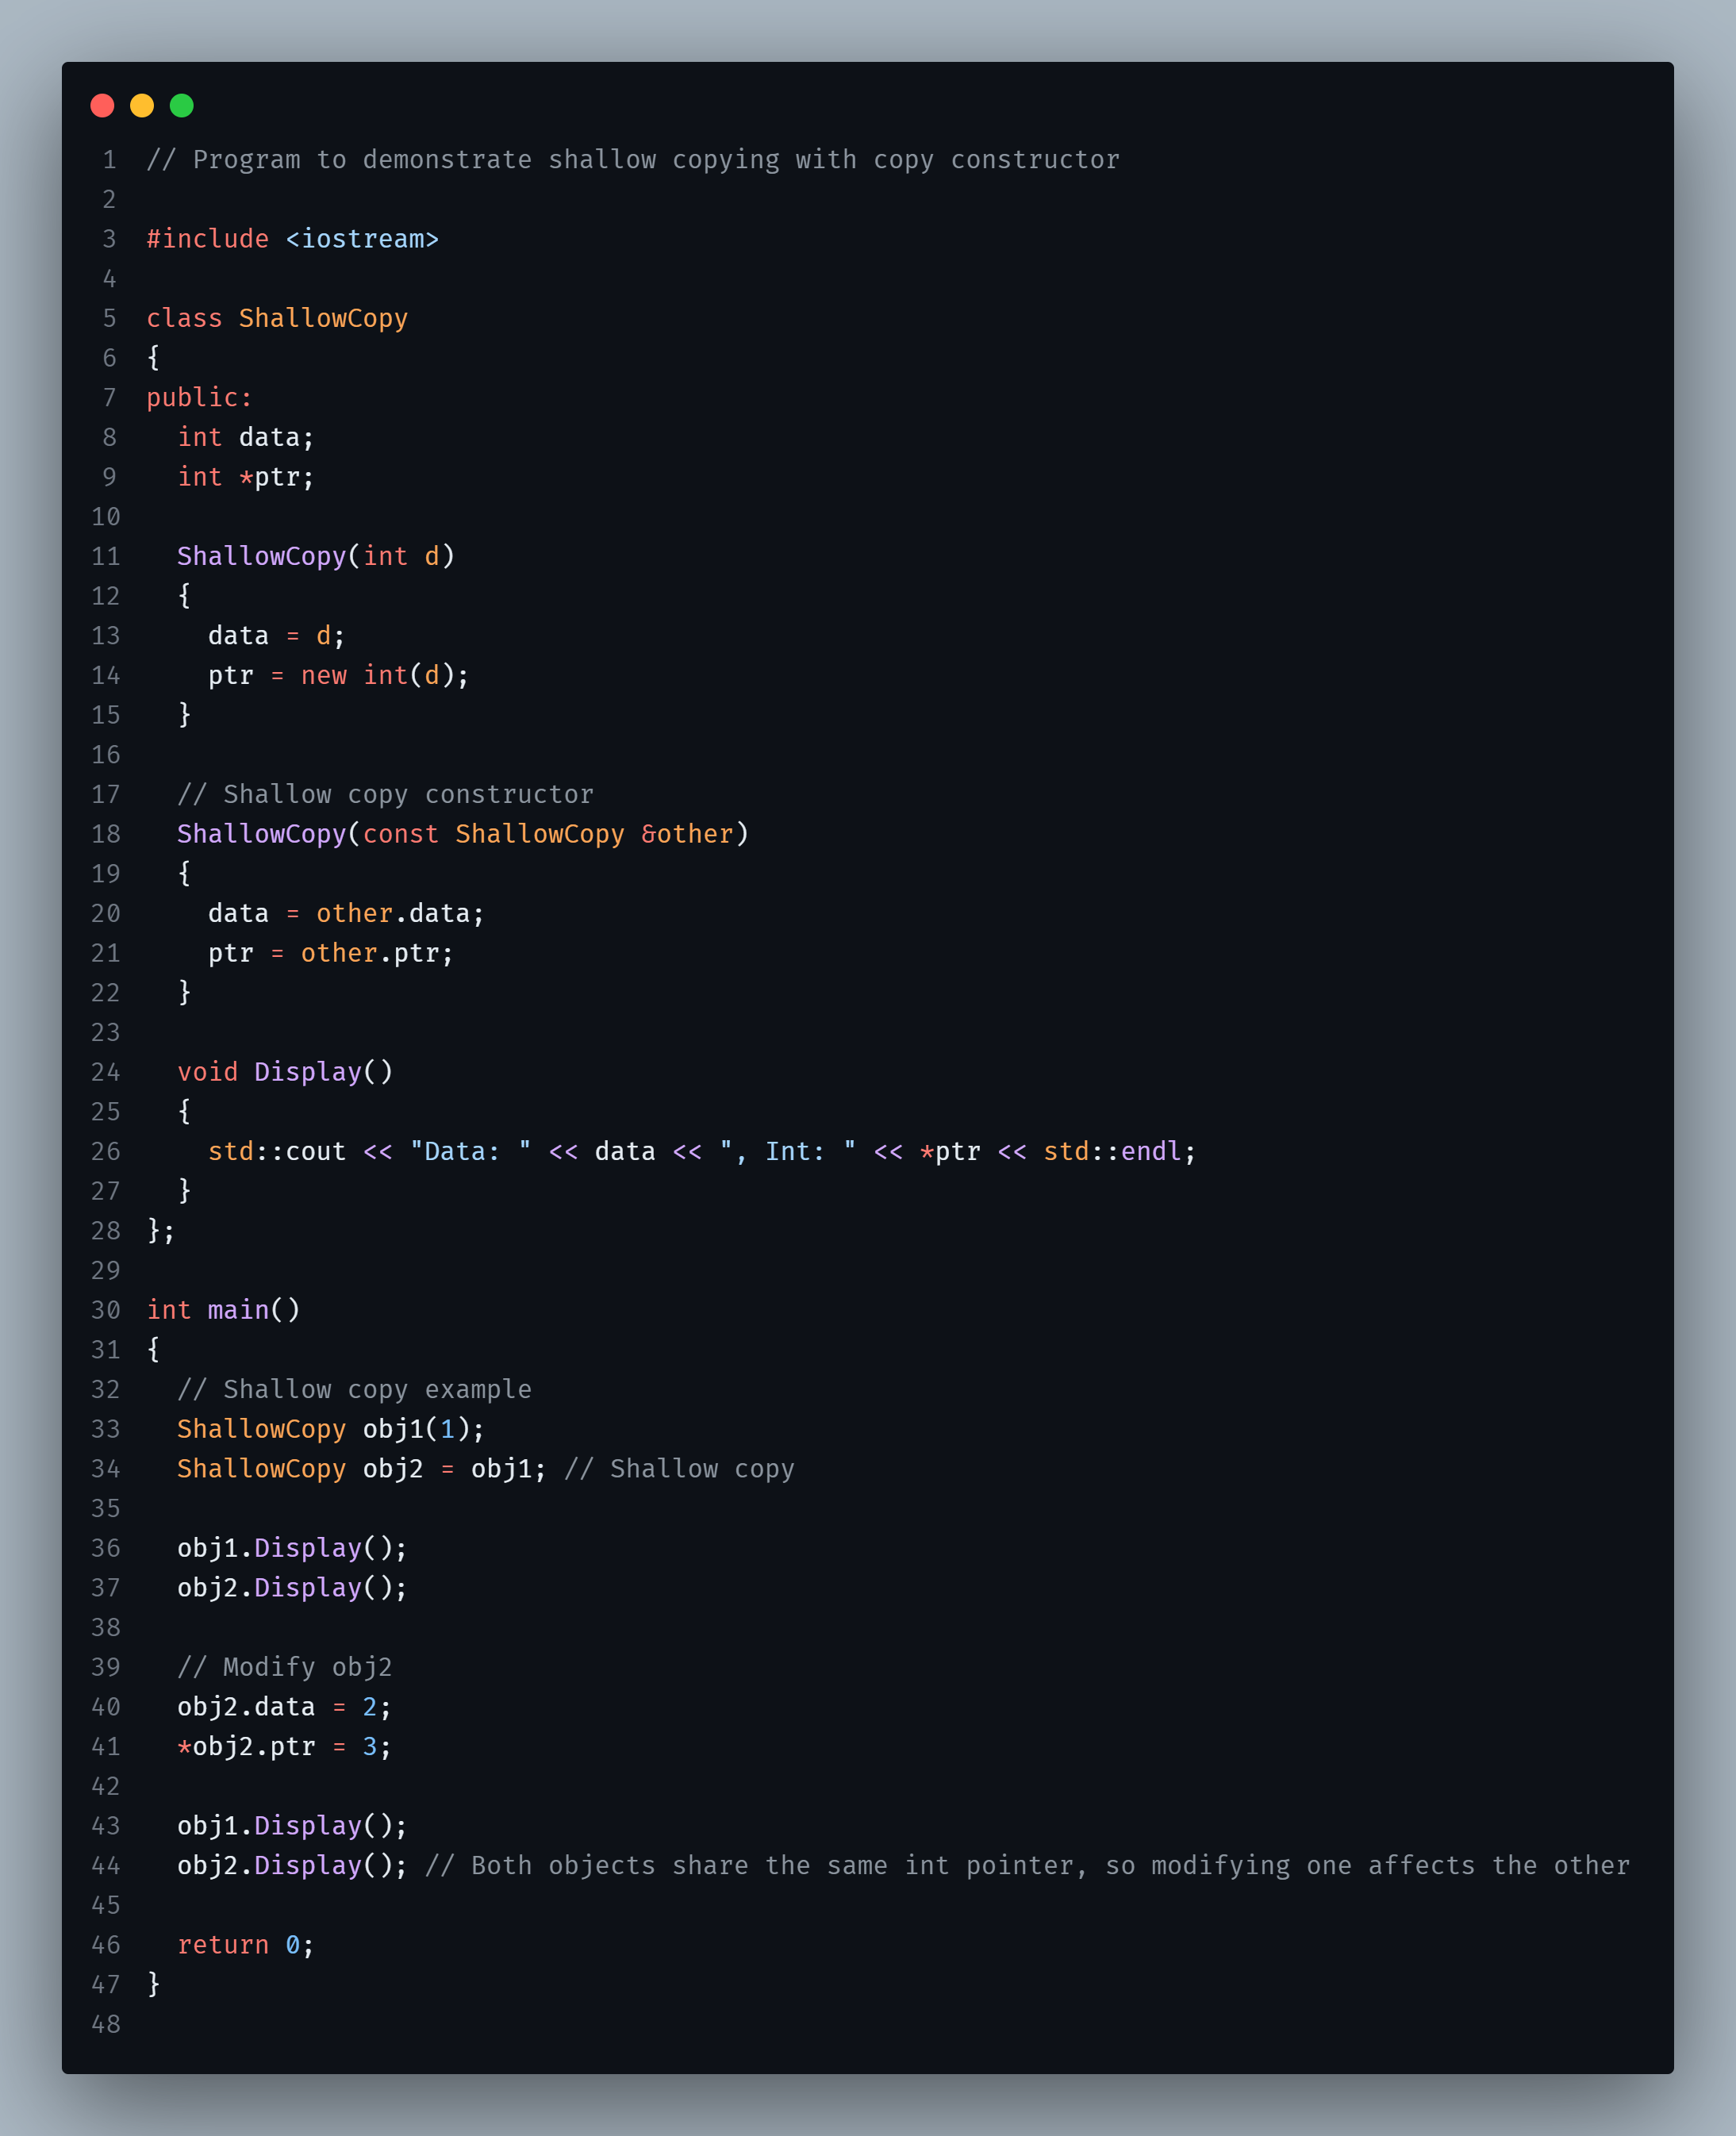 1 // Program to demonstrate shallow copying with copy constructor
2
3 #include <iostream>
4
5 class ShallowCopy
6 {
7 public:
8   int data;
9   int *ptr;
10
11   ShallowCopy(int d)
12   {
13     data = d;
14     ptr = new int(d);
15   }
16
17   // Shallow copy constructor
18   ShallowCopy(const ShallowCopy &other)
19   {
20     data = other.data;
21     ptr = other.ptr;
22   }
23
24   void Display()
25   {
26     std::cout << "Data: " << data << ", Int: " << *ptr << std::endl;
27   }
28 };
29
30 int main()
31 {
32   // Shallow copy example
33   ShallowCopy obj1(1);
34   ShallowCopy obj2 = obj1; // Shallow copy
35
36   obj1.Display();
37   obj2.Display();
38
39   // Modify obj2
40   obj2.data = 2;
41   *obj2.ptr = 3;
42
43   obj1.Display();
44   obj2.Display(); // Both objects share the same int pointer, so modifying one affects the other
45
46   return 0;
47 }
48